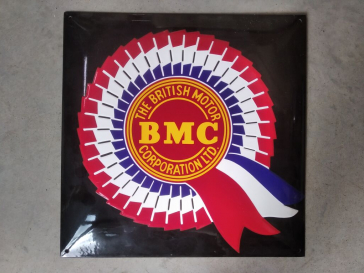 THE BRITISH MOTOR
BMC
CORPORATION LTD